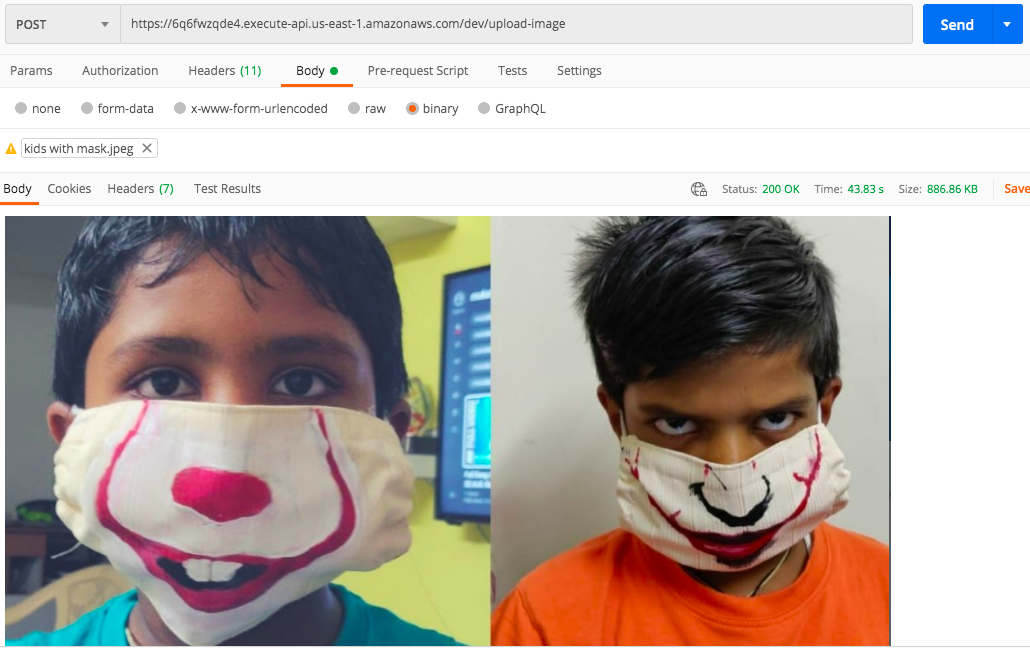 POST https://6q6fwzqde4.execute-api.us-east-1.amazonaws.com/dev/upload-image Send
Params Authorization Headers (11) Body Pre-request Script Tests Settings
none form-data x-www-form-urlencoded raw binary GraphQL
kids with mask.jpeg
Body Cookies Headers (7) Test Results Status: 200 OK Time: 43.83 s Size: 886.86 KB Save